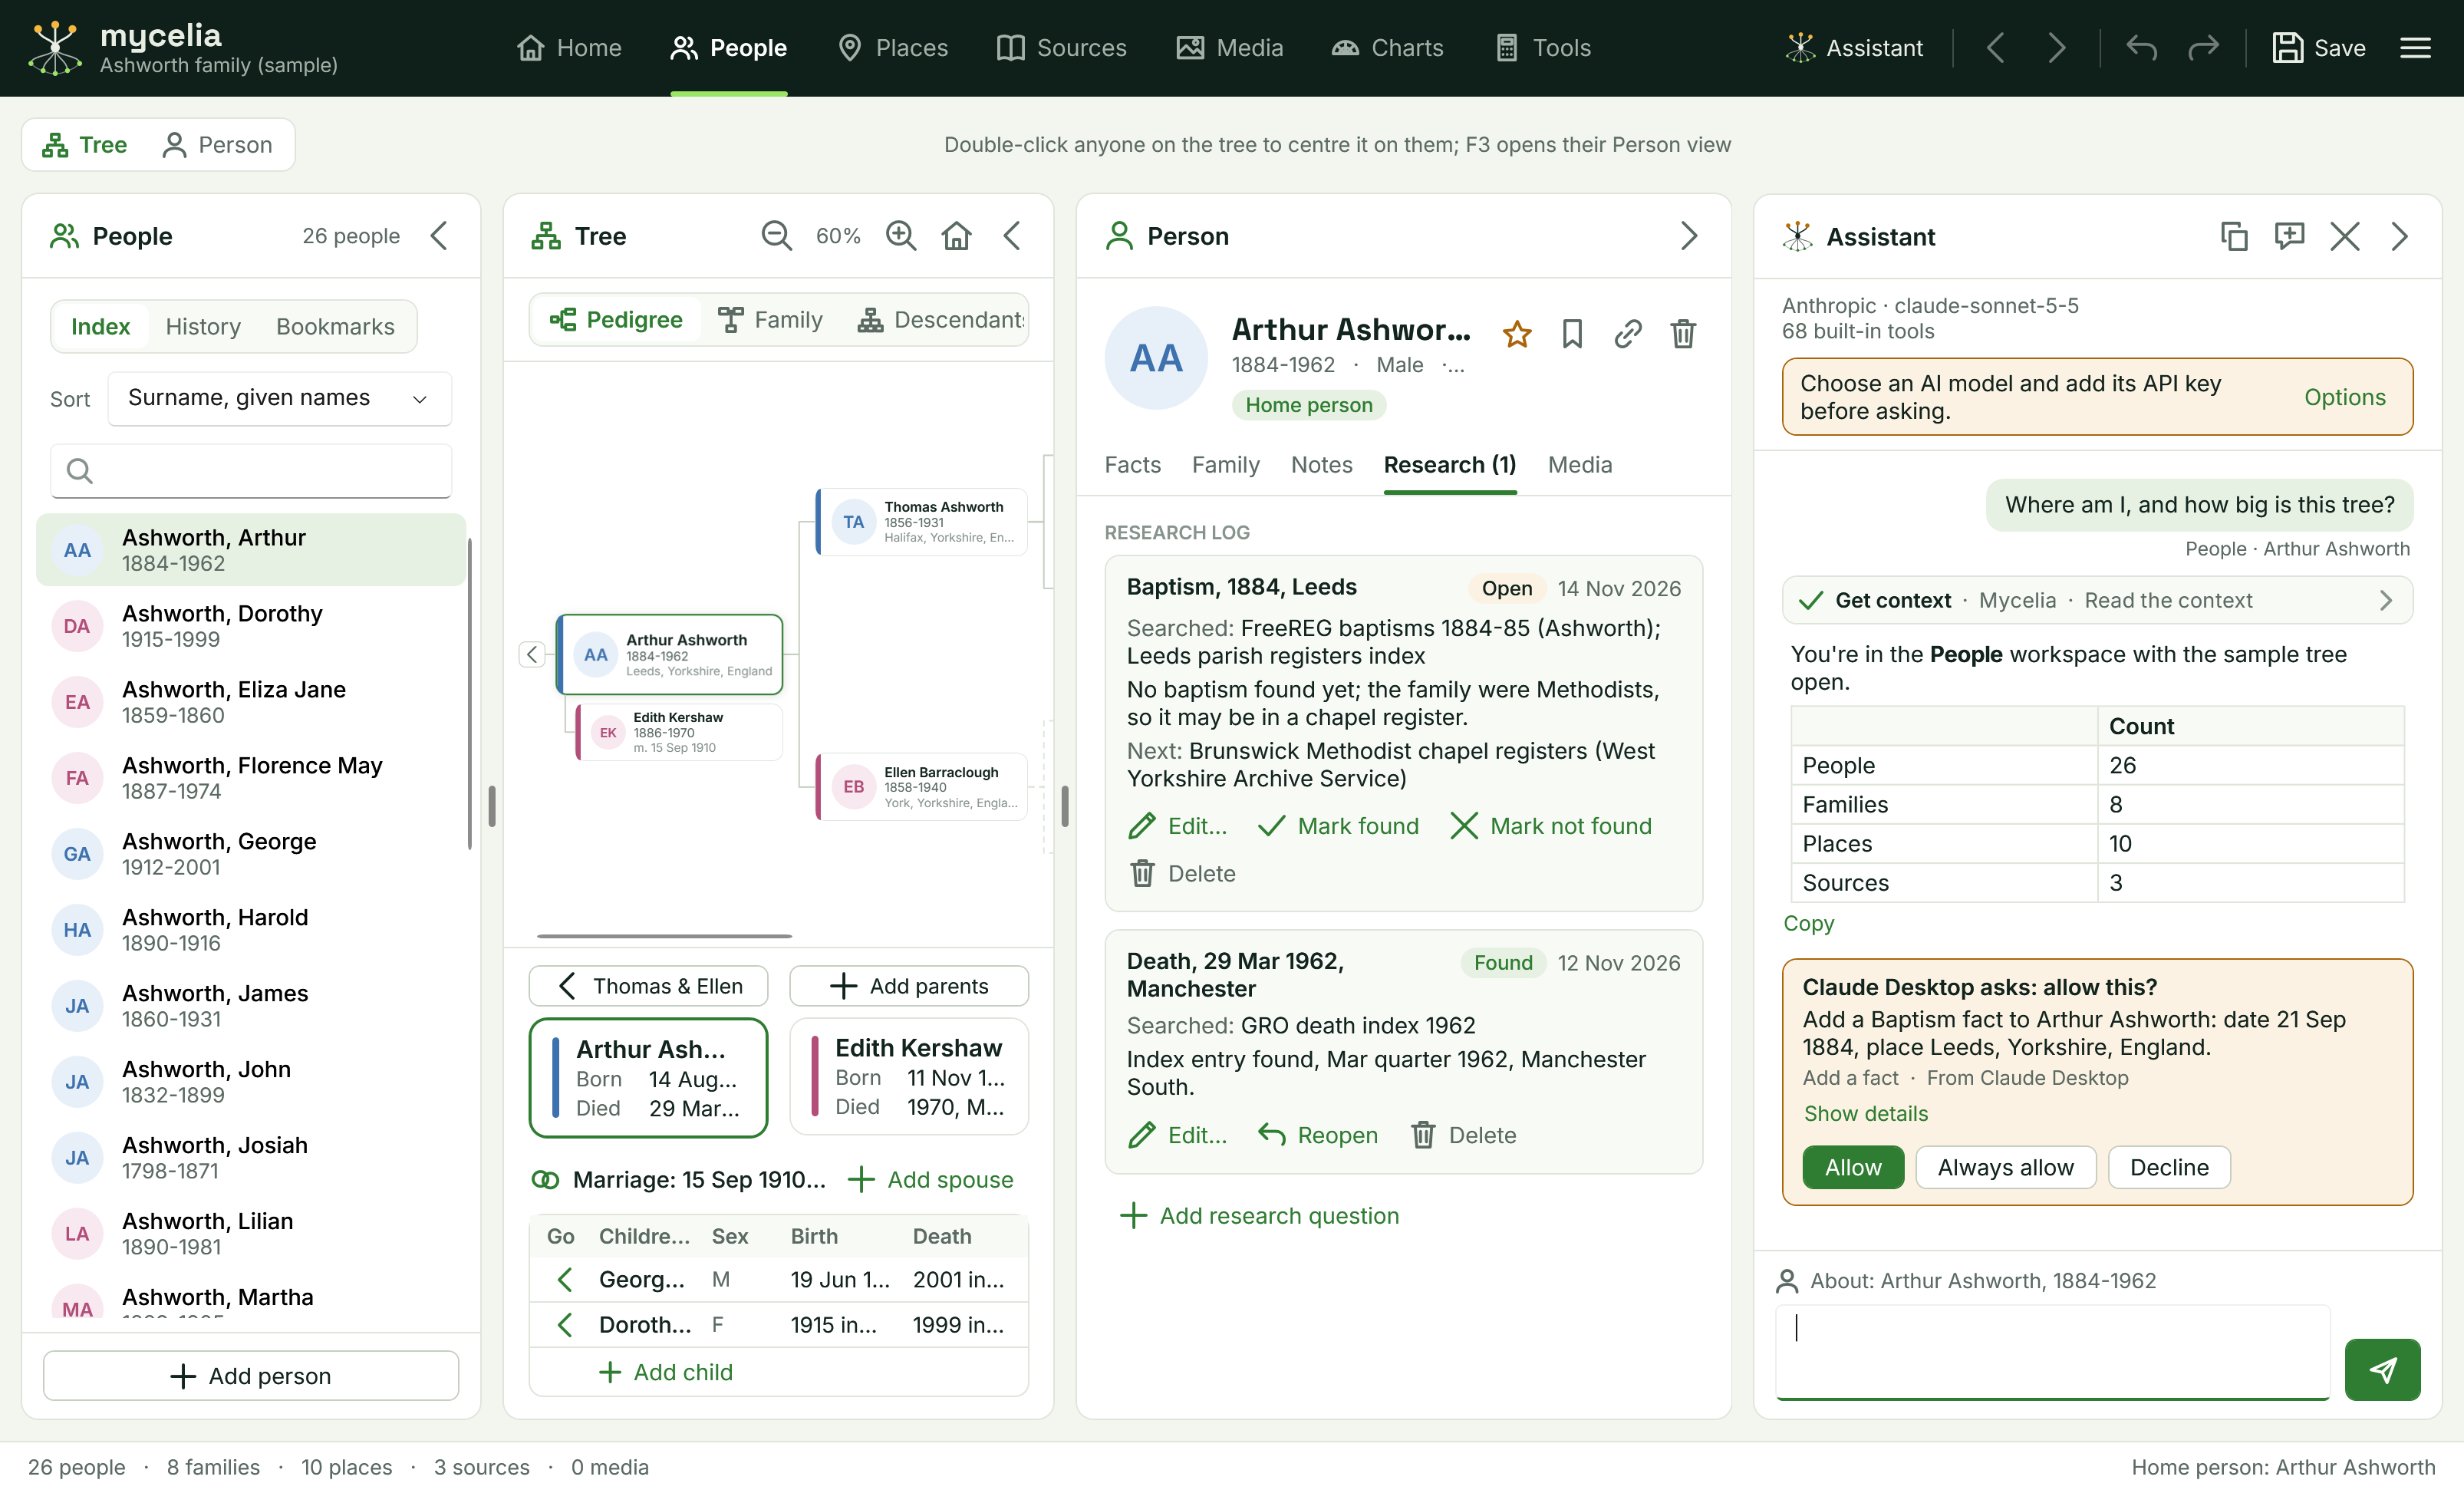 mycelia
Ashworth family (sample)
Home
People
Places
Sources
Media
Charts
Tools
Assistant
Save
Tree
Person
Double-click anyone on the tree to centre it on them; F3 opens their Person view
People
26 people
Index
History
Bookmarks
Sort
Surname, given names
AA
Ashworth, Arthur
1884-1962
DA
Ashworth, Dorothy
1915-1999
EA
Ashworth, Eliza Jane
1859-1860
FA
Ashworth, Florence May
1887-1974
GA
Ashworth, George
1912-2001
HA
Ashworth, Harold
1890-1916
JA
Ashworth, James
1860-1931
JA
Ashworth, John
1832-1899
JA
Ashworth, Josiah
1798-1871
LA
Ashworth, Lilian
1890-1981
MA
Ashworth, Martha
Add person
Tree
60%
Pedigree
Family
Descendants
TA
Thomas Ashworth
1856-1931
Halifax, Yorkshire, En...
AA
Arthur Ashworth
1884-1962
Leeds, Yorkshire, England
EK
Edith Kershaw
1886-1970
m. 15 Sep 1910
EB
Ellen Barraclough
1858-1940
York, Yorkshire, Engla...
Thomas & Ellen
Add parents
Arthur Ash...
Born 14 Aug...
Died 29 Mar...
Edith Kershaw
Born 11 Nov 1...
Died 1970, M...
Marriage: 15 Sep 1910...
Add spouse
Go Childre... Sex Birth Death
Georg... M 19 Jun 1... 2001 in...
Doroth... F 1915 in... 1999 in...
Add child
Person
AA
Arthur Ashwor...
1884-1962 · Male ·...
Home person
Facts
Family
Notes
Research (1)
Media
RESEARCH LOG
Baptism, 1884, Leeds
Open
14 Nov 2026
Searched: FreeREG baptisms 1884-85 (Ashworth);
Leeds parish registers index
No baptism found yet; the family were Methodists,
so it may be in a chapel register.
Next: Brunswick Methodist chapel registers (West
Yorkshire Archive Service)
Edit...
Mark found
Mark not found
Delete
Death, 29 Mar 1962,
Manchester
Found
12 Nov 2026
Searched: GRO death index 1962
Index entry found, Mar quarter 1962, Manchester
South.
Edit...
Reopen
Delete
Add research question
Assistant
Anthropic · claude-sonnet-5-5
68 built-in tools
Choose an AI model and add its API key
before asking.
Options
Where am I, and how big is this tree?
People · Arthur Ashworth
Get context · Mycelia · Read the context
You're in the People workspace with the sample tree
open.
Count
People 26
Families 8
Places 10
Sources 3
Copy
Claude Desktop asks: allow this?
Add a Baptism fact to Arthur Ashworth: date 21 Sep
1884, place Leeds, Yorkshire, England.
Add a fact · From Claude Desktop
Show details
Allow
Always allow
Decline
About: Arthur Ashworth, 1884-1962
26 people · 8 families · 10 places · 3 sources · 0 media
Home person: Arthur Ashworth